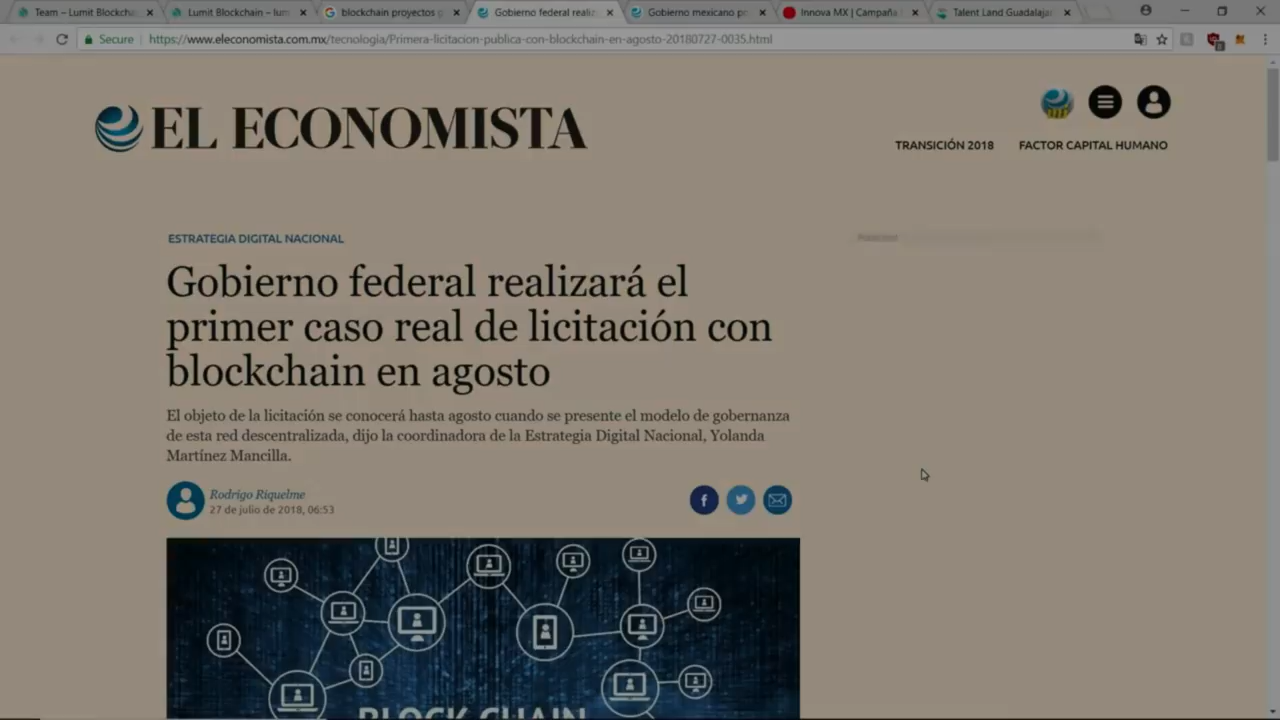 Team – Lumit Blockcha
Lumit Blockchain – lum
blockchain proyectos g
Gobierno federal realiz
Gobierno mexicano p
Innova MX | Campaña
Talent Land Guadalajar
Secure
https://www.eleconomista.com.mx/tecnologia/Primera-licitacion-publica-con-blockchain-en-agosto-20180727-0035.html
EL ECONOMISTA
TRANSICIÓN 2018 FACTOR CAPITAL HUMANO
ESTRATEGIA DIGITAL NACIONAL
Gobierno federal realizará el
primer caso real de licitación con
blockchain en agosto
El objeto de la licitación se conocerá hasta agosto cuando se presente el modelo de gobernanza
de esta red descentralizada, dijo la coordinadora de la Estrategia Digital Nacional, Yolanda
Martínez Mancilla.
Rodrigo Riquelme
27 de julio de 2018, 06:53
BLOCK CHAIN